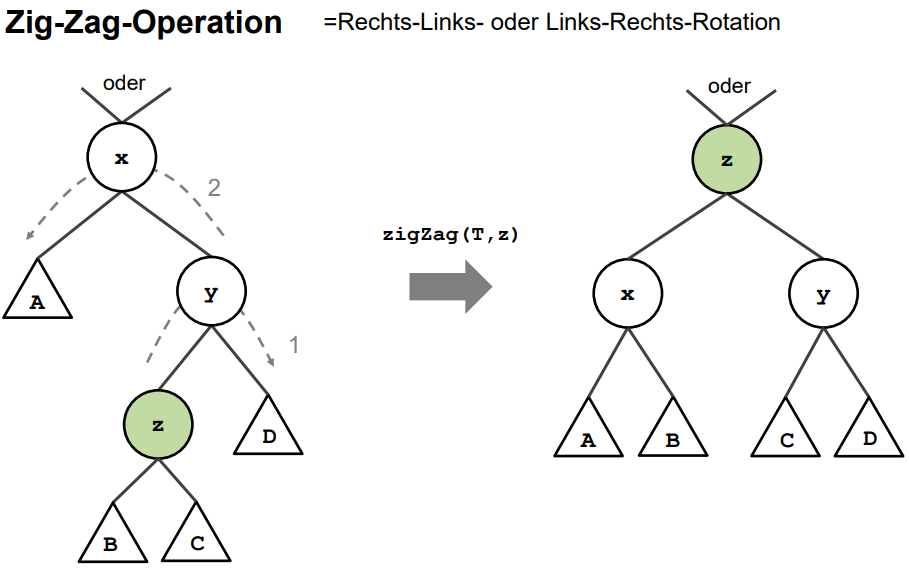 Zig-Zag-Operation =Rechts-Links- oder Links-Rechts-Rotation
oder
x
2
A
y
1
z
D
B
C
zigZag(T,z)
oder
z
x
y
A
B
C
D